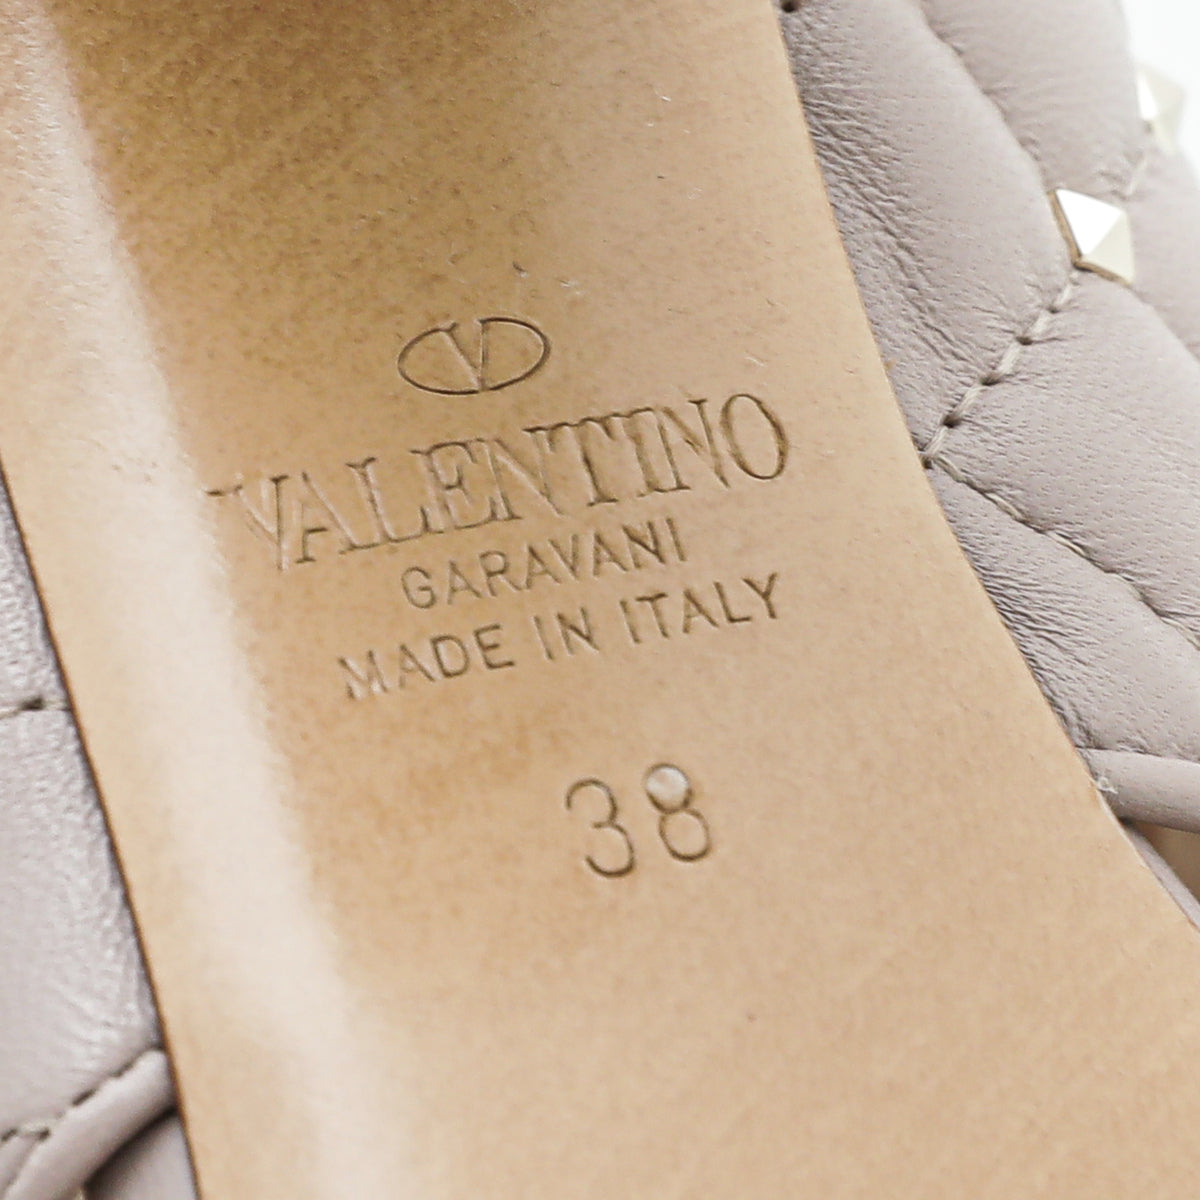 V
VALENTINO
GARAVANI
MADE IN ITALY
38